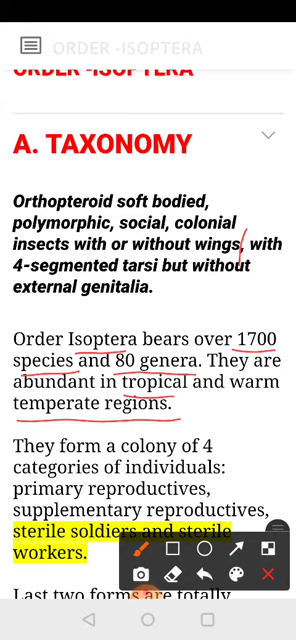 ORDER -ISOPTERA
ORDER -ISOPTERA
A. TAXONOMY
Orthopteroid soft bodied,
polymorphic, social, colonial
insects with or without wings, with
4-segmented tarsi but without
external genitalia.
Order Isoptera bears over 1700
species and 80 genera. They are
abundant in tropical and warm
temperate regions.
They form a colony of 4
categories of individuals:
primary reproductives,
supplementary reproductives,
sterile soldiers and sterile
workers.
Last two forms are totally